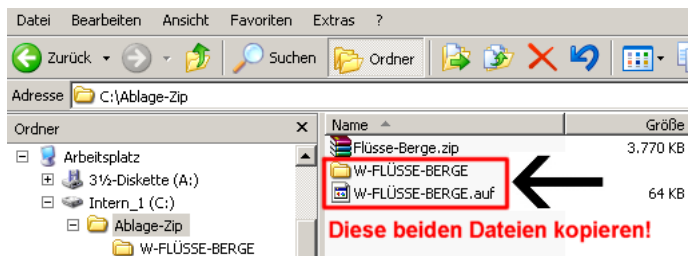 Datei Bearbeiten Ansicht Favoriten Extras ?
Zurück Suchen Ordner
Adresse C:\Ablage-Zip
Ordner x Name Größe
Arbeitsplatz Flüsse-Berge.zip 3.770 KB
3½-Diskette (A:) W-FLÜSSE-BERGE
Intern_1 (C:) W-FLÜSSE-BERGE.auf 64 KB
Ablage-Zip Diese beiden Dateien kopieren!
W-FLÜSSE-BERGE